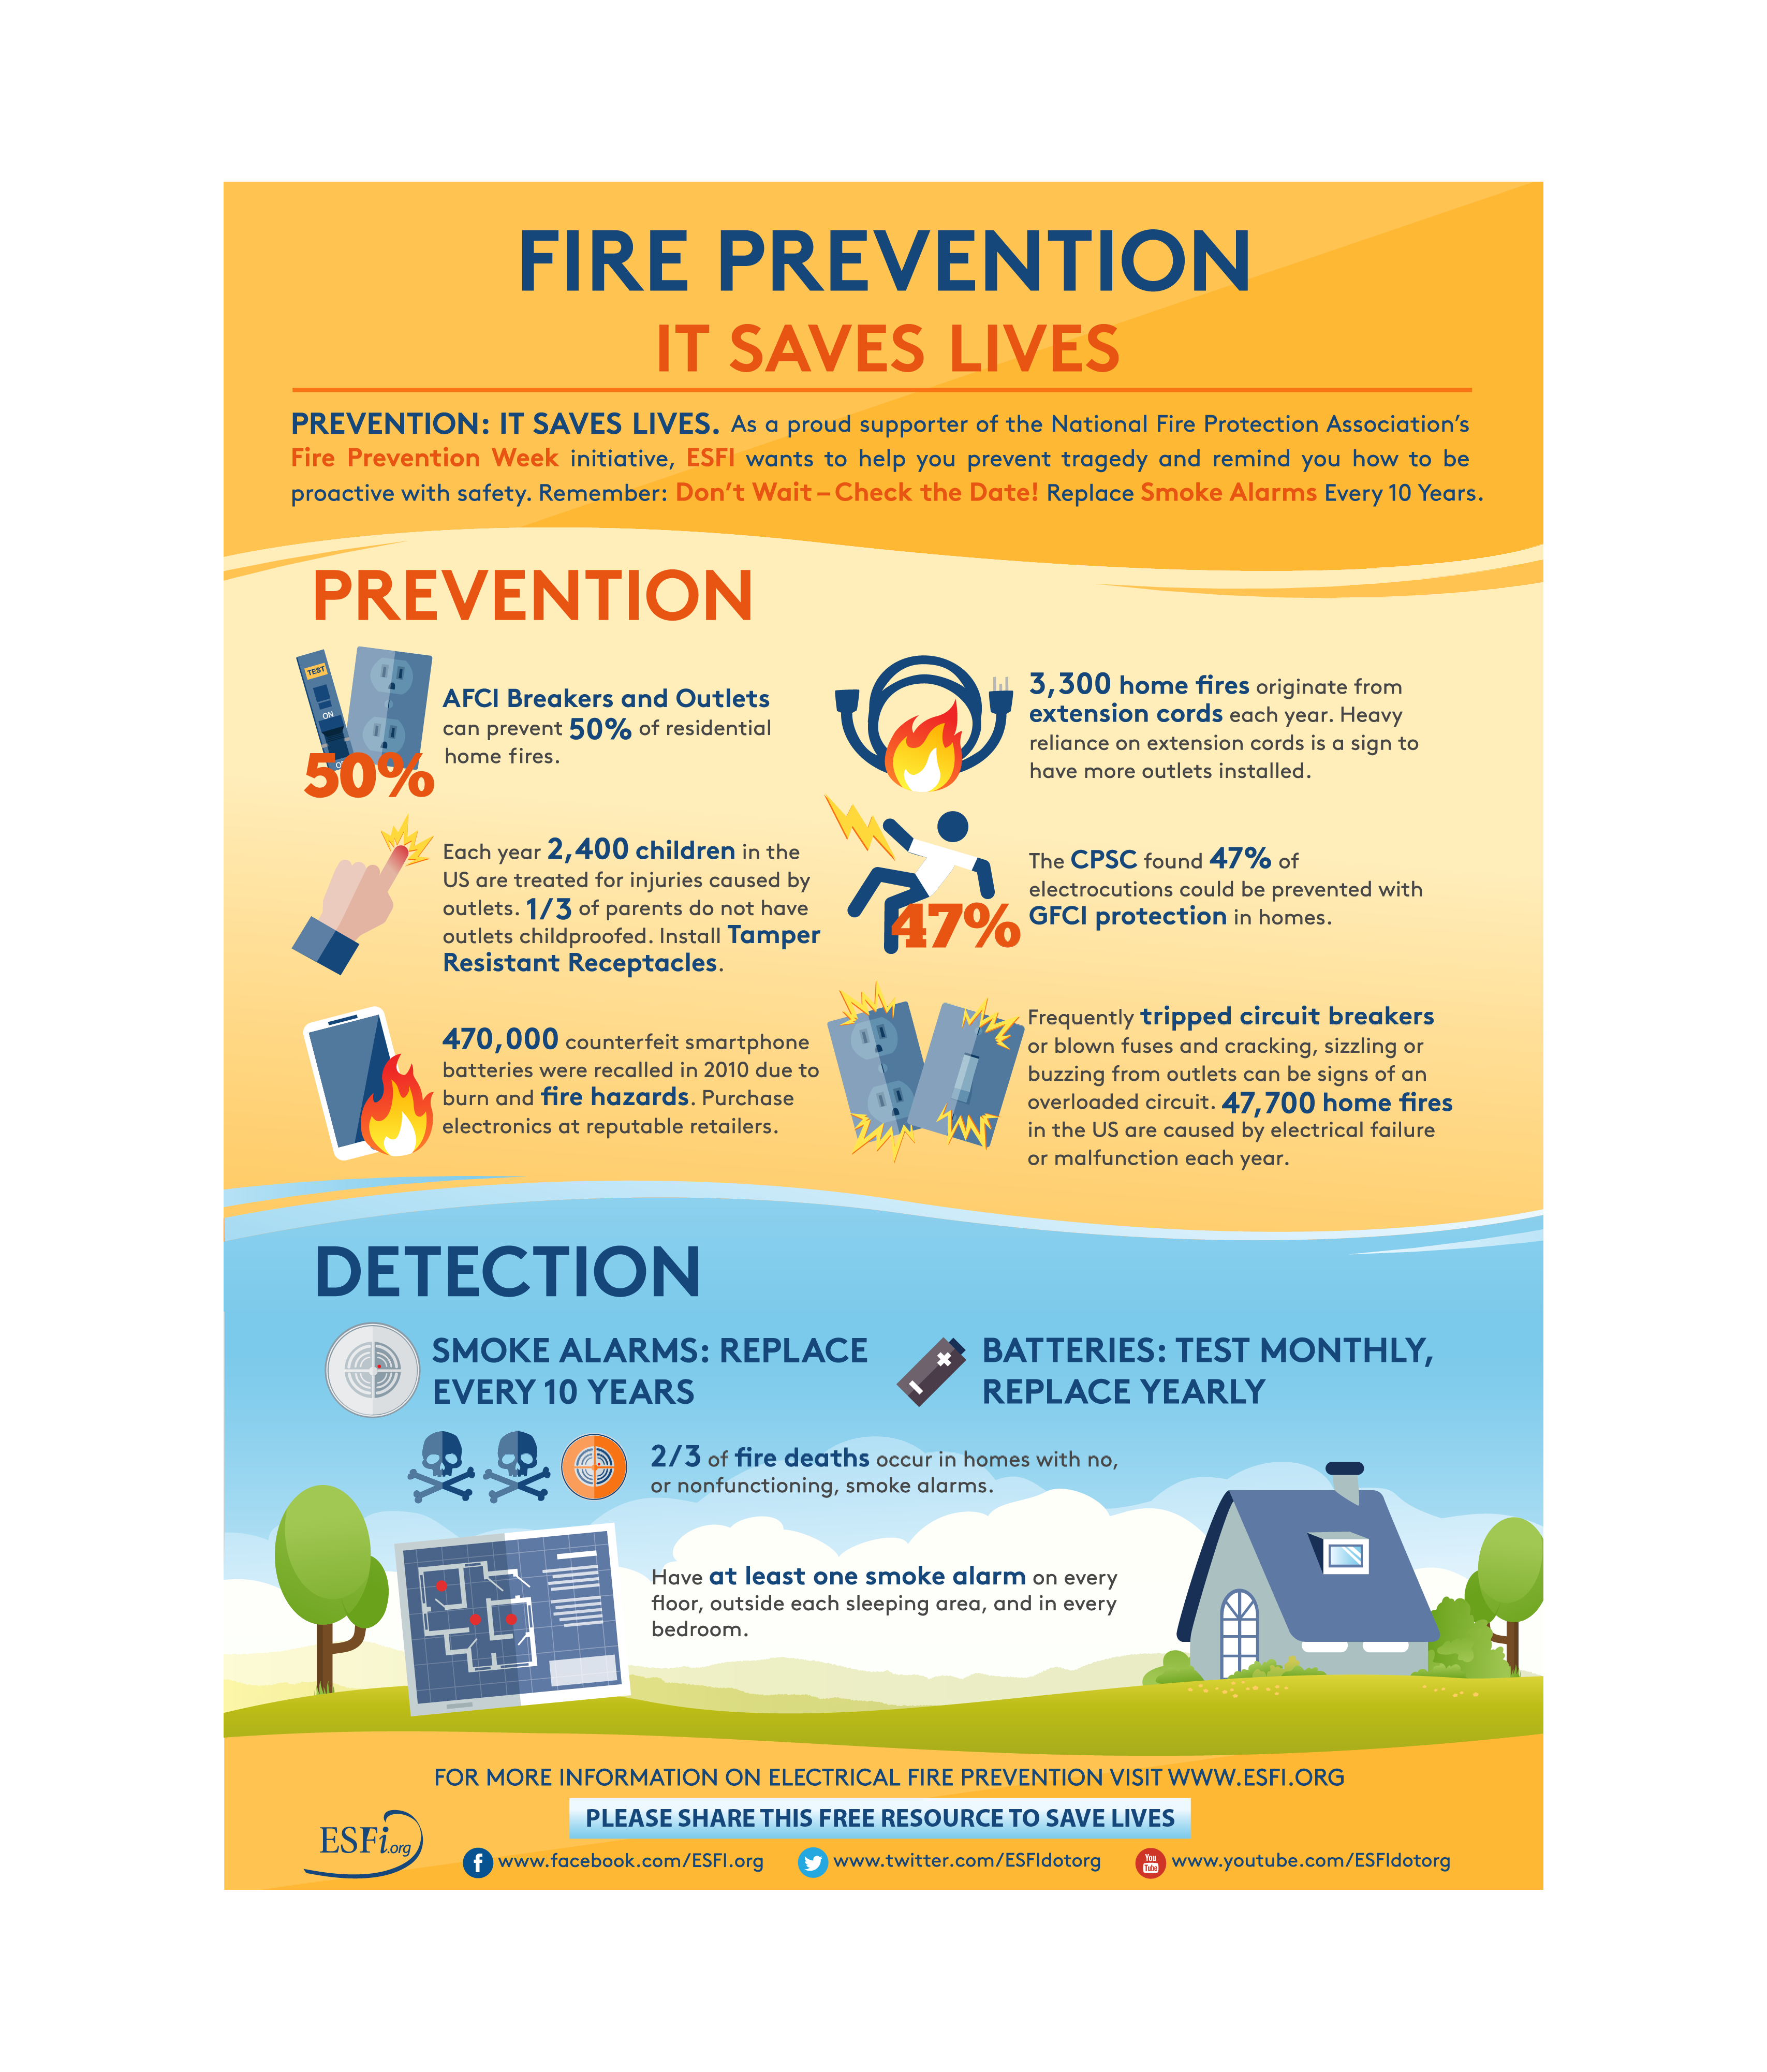 FIRE PREVENTION
IT SAVES LIVES
PREVENTION: IT SAVES LIVES. As a proud supporter of the National Fire Protection Association's
Fire Prevention Week initiative, ESFI wants to help you prevent tragedy and remind you how to be
proactive with safety. Remember: Don't Wait – Check the Date! Replace Smoke Alarms Every 10 Years.
PREVENTION
TEST
ON
50%
AFCI Breakers and Outlets
can prevent 50% of residential
home fires.
3,300 home fires originate from
extension cords each year. Heavy
reliance on extension cords is a sign to
have more outlets installed.
Each year 2,400 children in the
US are treated for injuries caused by
outlets. 1/3 of parents do not have
outlets childproofed. Install Tamper
Resistant Receptacles.
47%
The CPSC found 47% of
electrocutions could be prevented with
GFCI protection in homes.
470,000 counterfeit smartphone
batteries were recalled in 2010 due to
burn and fire hazards. Purchase
electronics at reputable retailers.
Frequently tripped circuit breakers
or blown fuses and cracking, sizzling or
buzzing from outlets can be signs of an
overloaded circuit. 47,700 home fires
in the US are caused by electrical failure
or malfunction each year.
DETECTION
SMOKE ALARMS: REPLACE
EVERY 10 YEARS
BATTERIES: TEST MONTHLY,
REPLACE YEARLY
2/3 of fire deaths occur in homes with no,
or nonfunctioning, smoke alarms.
Have at least one smoke alarm on every
floor, outside each sleeping area, and in every
bedroom.
FOR MORE INFORMATION ON ELECTRICAL FIRE PREVENTION VISIT WWW.ESFI.ORG
PLEASE SHARE THIS FREE RESOURCE TO SAVE LIVES
ESFi.org
f www.facebook.com/ESFI.org
www.twitter.com/ESFIdotorg
You Tube www.youtube.com/ESFIdotorg